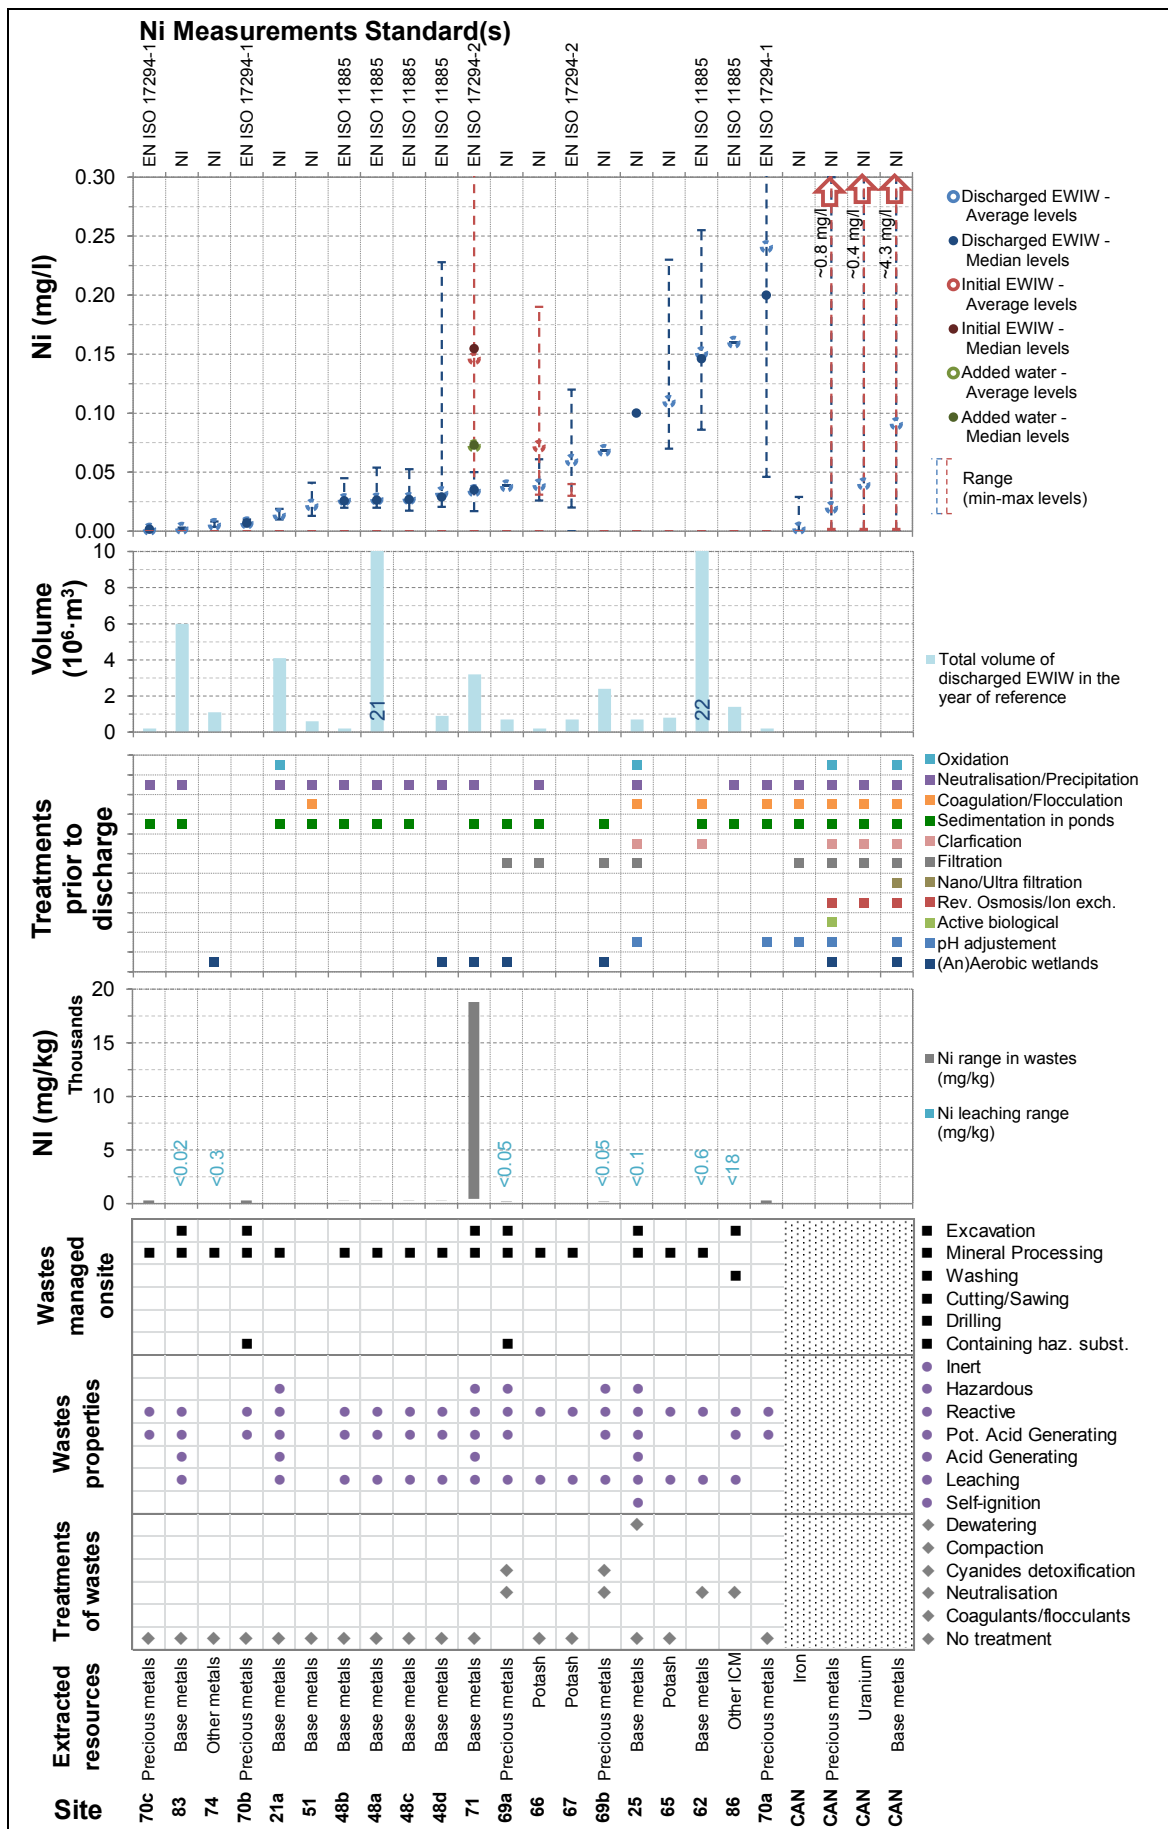 Ni Measurements Standard(s)
EN ISO 17294-1
NI
NI
EN ISO 17294-1
NI
NI
EN ISO 11885
EN ISO 11885
EN ISO 11885
EN ISO 11885
EN ISO 17294-2
NI
NI
EN ISO 17294-2
NI
NI
NI
EN ISO 11885
EN ISO 11885
EN ISO 17294-1
NI
NI
NI
NI
Ni (mg/l)
0.30
0.25
0.20
0.15
0.10
0.05
0.00
~0.8 mg/l
~0.4 mg/l
~4.3 mg/l
Discharged EWIW -
Average levels
Discharged EWIW -
Median levels
Initial EWIW -
Average levels
Initial EWIW -
Median levels
Added water -
Average levels
Added water -
Median levels
Range
(min-max levels)
Volume
(10⁶·m³)
10
8
6
4
2
0
21
22
Total volume of
discharged EWIW in the
year of reference
Treatments
prior to
discharge
Oxidation
Neutralisation/Precipitation
Coagulation/Flocculation
Sedimentation in ponds
Clarfication
Filtration
Nano/Ultra filtration
Rev. Osmosis/Ion exch.
Active biological
pH adjustement
(An)Aerobic wetlands
NI (mg/kg)
Thousands
20
15
10
5
0
<0.02
<0.3
<0.05
<0.05
<0.1
<0.6
<18
Ni range in wastes
(mg/kg)
Ni leaching range
(mg/kg)
Wastes
managed
onsite
Excavation
Mineral Processing
Washing
Cutting/Sawing
Drilling
Containing haz. subst.
Wastes
properties
Inert
Hazardous
Reactive
Pot. Acid Generating
Acid Generating
Leaching
Self-ignition
Treatments
of wastes
Dewatering
Compaction
Cyanides detoxification
Neutralisation
Coagulants/flocculants
No treatment
Extracted
resources
Precious metals
Base metals
Other metals
Precious metals
Base metals
Base metals
Base metals
Base metals
Base metals
Base metals
Base metals
Precious metals
Potash
Potash
Precious metals
Base metals
Potash
Base metals
Other ICM
Precious metals
Iron
Precious metals
Uranium
Base metals
Site
70c
83
74
70b
21a
51
48b
48a
48c
48d
71
69a
66
67
69b
25
65
62
86
70a
CAN
CAN
CAN
CAN